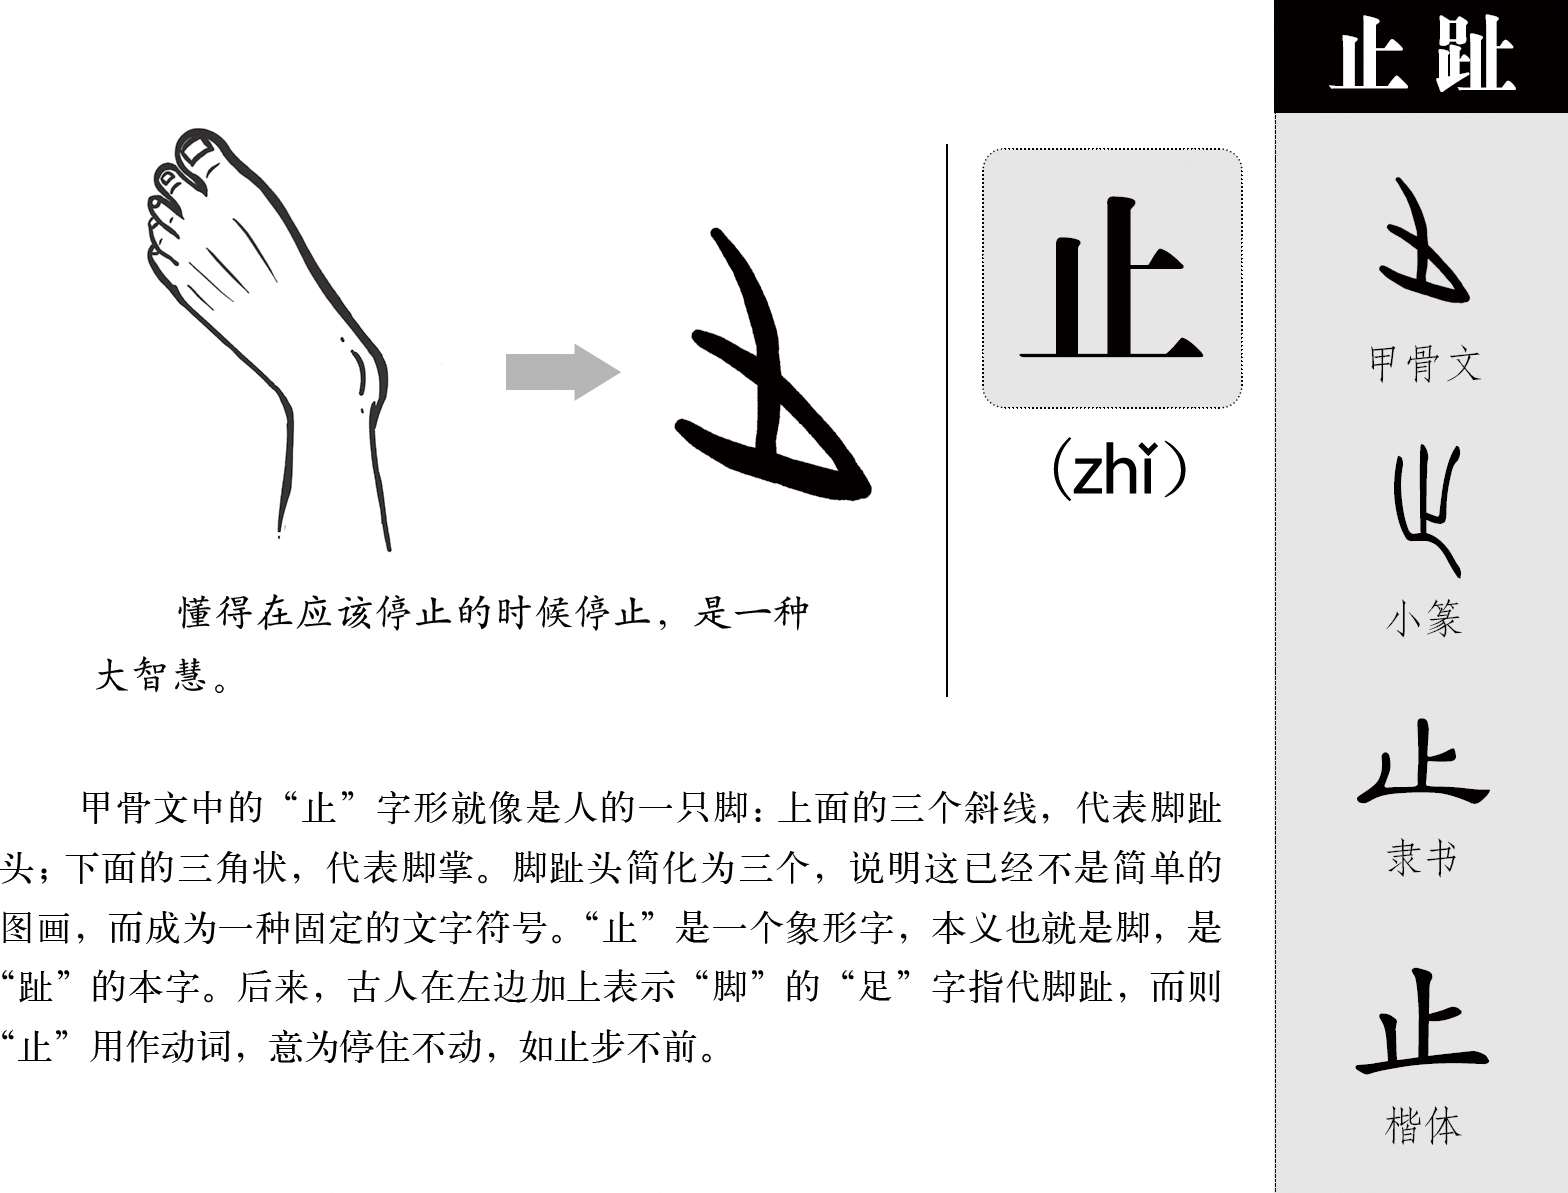 止 趾
止
(zhǐ)
懂得在应该停止的时候停止，是一种
大智慧。
甲骨文中的“止”字形就像是人的一只脚：上面的三个斜线，代表脚趾
头；下面的三角状，代表脚掌。脚趾头简化为三个，说明这已经不是简单的
图画，而成为一种固定的文字符号。“止”是一个象形字，本义也就是脚，是
“趾”的本字。后来，古人在左边加上表示“脚”的“足”字指代脚趾，而则
“止”用作动词，意为停住不动，如止步不前。
甲骨文
小篆
止
隶书
止
楷体